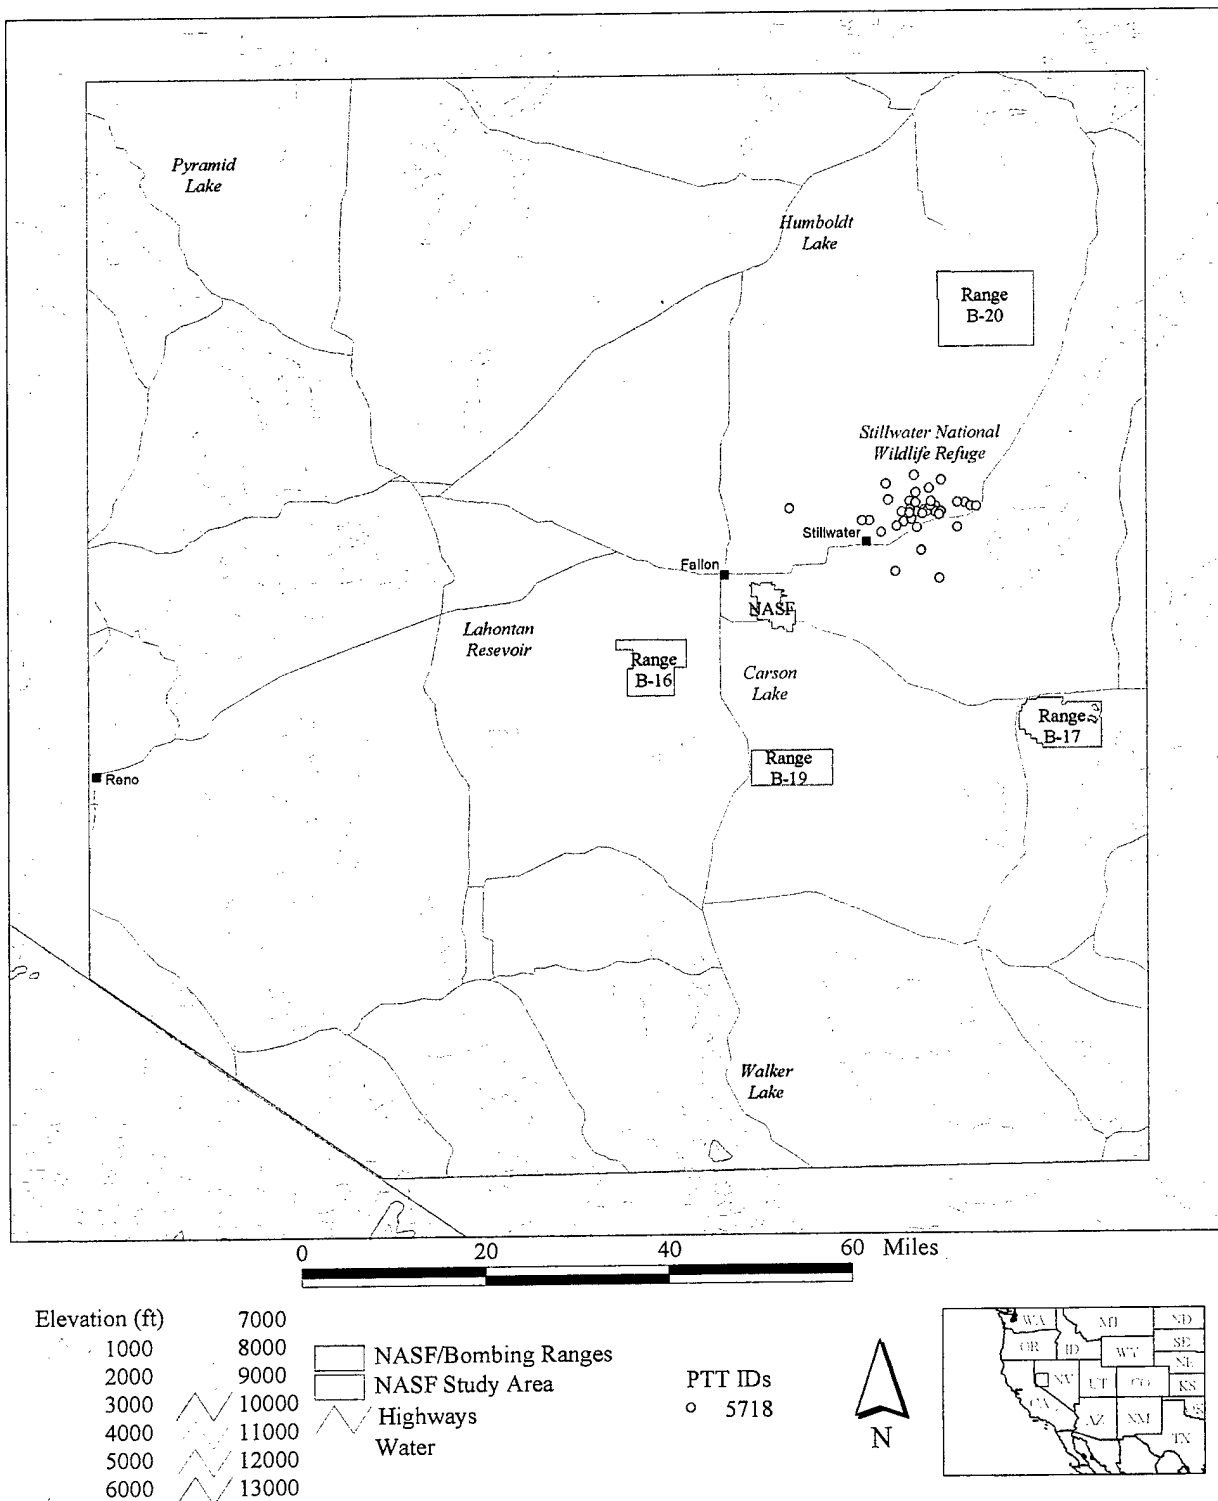 Pyramid
Lake
Humboldt
Lake
Range
B-20
Stillwater National
Wildlife Refuge
Stillwater
Fallon
NASF
Lahontan
Resevoir
Range
B-16
Carson
Lake
Range
B-17
Range
B-19
Reno
Walker
Lake
0 20 40 60 Miles
Elevation (ft)
1000
2000
3000
4000
5000
6000
7000
8000
9000
10000
11000
12000
13000
NASF/Bombing Ranges
NASF Study Area
Highways
Water
PTT IDs
5718
N
WA
MT
ND
OR
ID
WY
NE
NV
UT
CO
KS
CA
AZ
NM
TX